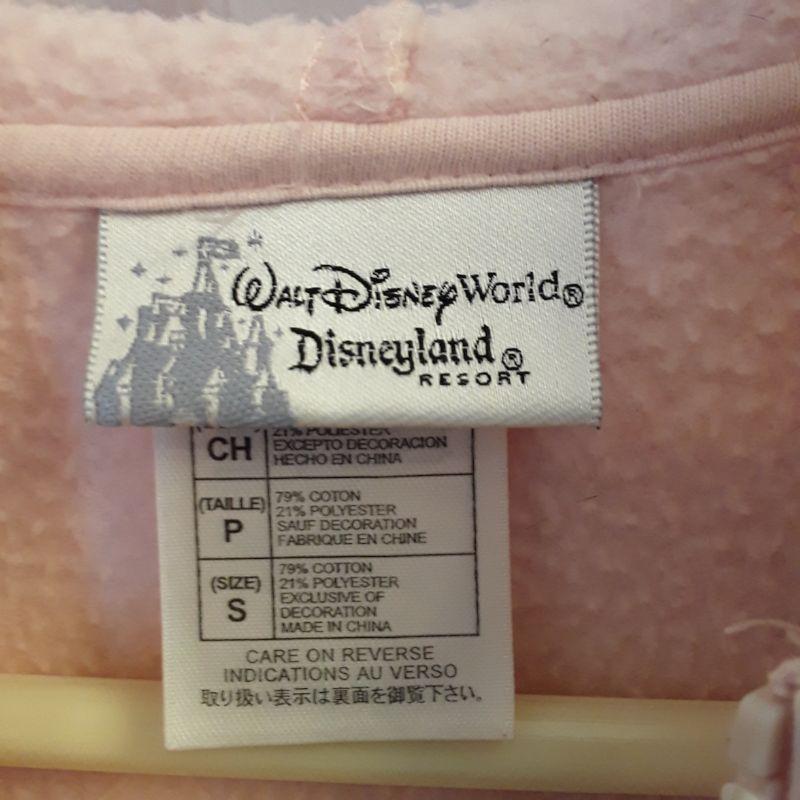 WALT DISNEY World®
Disneyland®
RESORT
CH
21% POLIESTER
EXCEPTO DECORACION
HECHO EN CHINA
(TAILLE)
P
79% COTON
21% POLYESTER
SAUF DECORATION
FABRIQUE EN CHINE
(SIZE)
S
79% COTTON
21% POLYESTER
EXCLUSIVE OF
DECORATION
MADE IN CHINA
CARE ON REVERSE
INDICATIONS AU VERSO
取り扱い表示は裏面を御覧下さい。